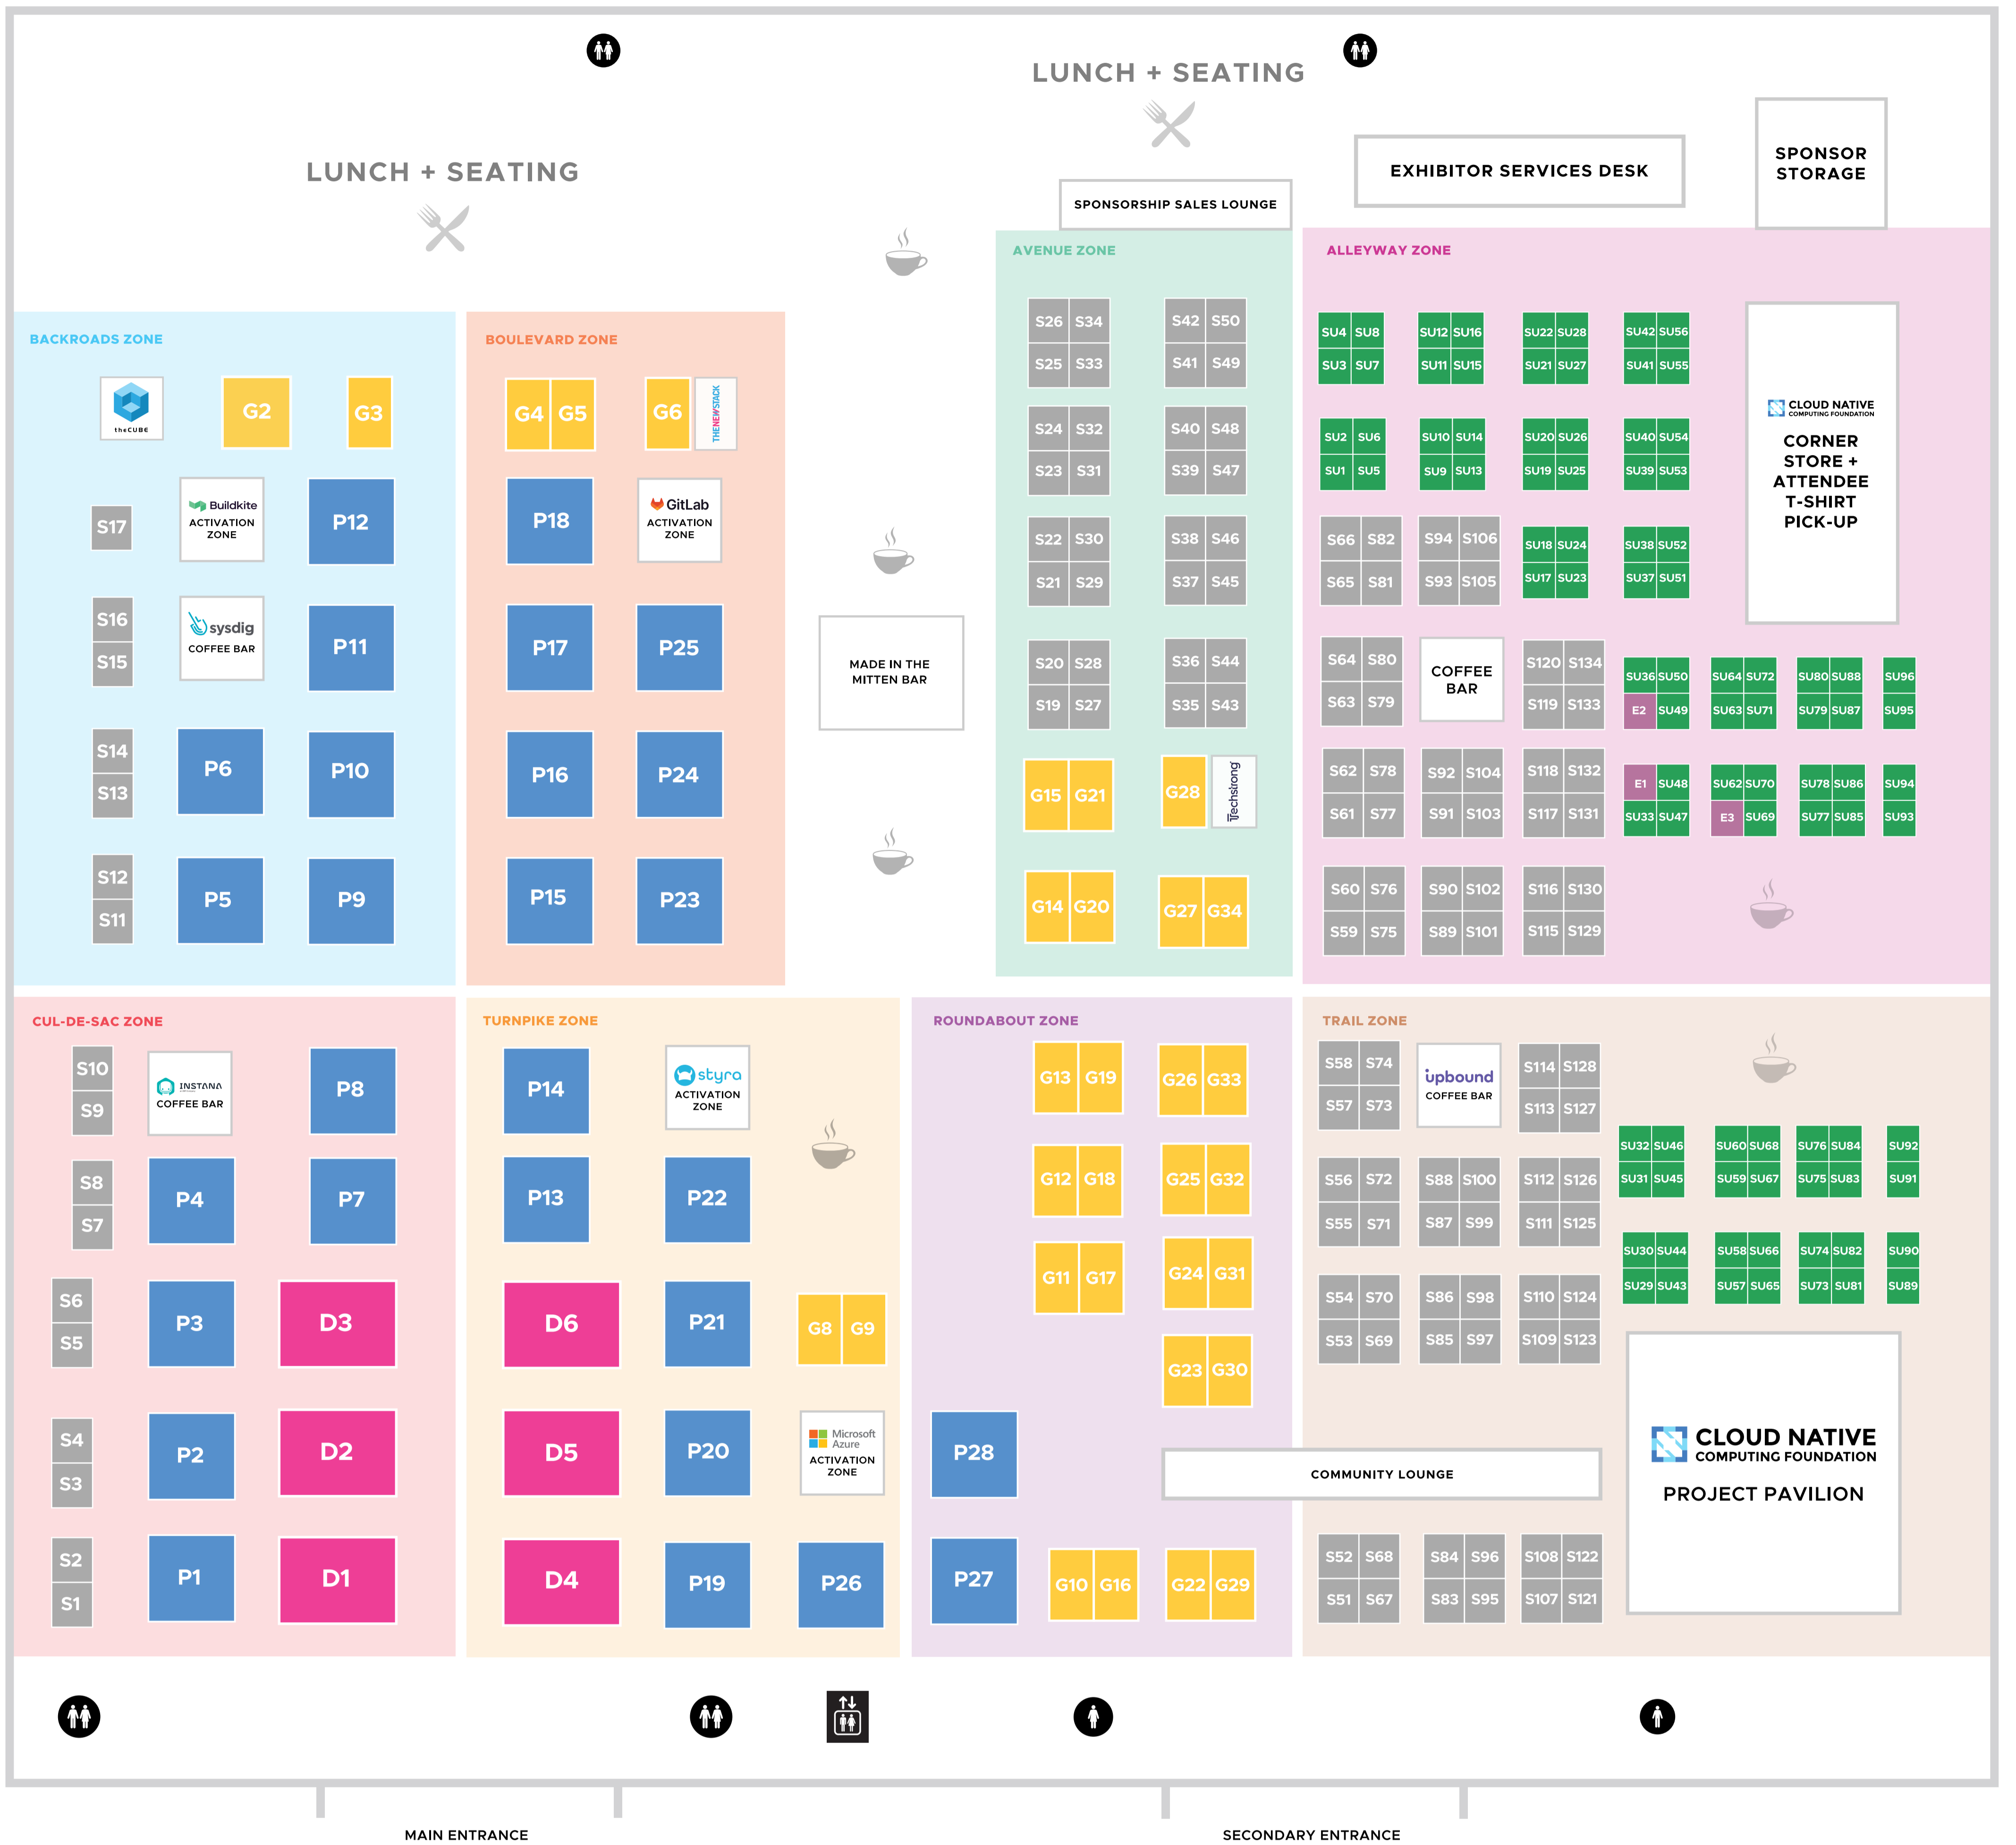 LUNCH + SEATING
LUNCH + SEATING
EXHIBITOR SERVICES DESK
SPONSOR
STORAGE
SPONSORSHIP SALES LOUNGE
BACKROADS ZONE
theCUBE
G2
G3
S17
Buildkite
ACTIVATION
ZONE
P12
S16
S15
sysdig
COFFEE BAR
P11
S14
S13
P6
P10
S12
S11
P5
P9
BOULEVARD ZONE
G4 G5
G6
THENEWSTACK
P18
GitLab
ACTIVATION
ZONE
P17
P25
P16
P24
P15
P23
MADE IN THE
MITTEN BAR
AVENUE ZONE
S26 S34
S25 S33
S42 S50
S41 S49
S24 S32
S23 S31
S40 S48
S39 S47
S22 S30
S21 S29
S38 S46
S37 S45
S20 S28
S19 S27
S36 S44
S35 S43
G15 G21
G28
Techstrong
G14 G20
G27 G34
ALLEYWAY ZONE
SU4 SU8
SU3 SU7
SU12 SU16
SU11 SU15
SU22 SU28
SU21 SU27
SU42 SU56
SU41 SU55
SU2 SU6
SU1 SU5
SU10 SU14
SU9 SU13
SU20 SU26
SU19 SU25
SU40 SU54
SU39 SU53
CLOUD NATIVE
COMPUTING FOUNDATION
CORNER
STORE +
ATTENDEE
T-SHIRT
PICK-UP
S66 S82
S65 S81
S94 S106
S93 S105
SU18 SU24
SU17 SU23
SU38 SU52
SU37 SU51
S64 S80
S63 S79
COFFEE
BAR
S120 S134
S119 S133
SU36 SU50
E2 SU49
SU64 SU72
SU63 SU71
SU80 SU88
SU79 SU87
SU96
SU95
S62 S78
S61 S77
S92 S104
S91 S103
S118 S132
S117 S131
E1 SU48
SU33 SU47
SU62 SU70
E3 SU69
SU78 SU86
SU77 SU85
SU94
SU93
S60 S76
S59 S75
S90 S102
S89 S101
S116 S130
S115 S129
CUL-DE-SAC ZONE
S10
S9
INSTANA
COFFEE BAR
P8
S8
S7
P4
P7
S6
S5
P3
D3
S4
S3
P2
D2
S2
S1
P1
D1
TURNPIKE ZONE
P14
styra
ACTIVATION
ZONE
P13
P22
D6
P21
G8 G9
D5
P20
Microsoft
Azure
ACTIVATION
ZONE
D4
P19
P26
ROUNDABOUT ZONE
G13 G19
G26 G33
G12 G18
G25 G32
G11 G17
G24 G31
G23 G30
P28
P27
G10 G16
G22 G29
COMMUNITY LOUNGE
TRAIL ZONE
S58 S74
S57 S73
upbound
COFFEE BAR
S114 S128
S113 S127
SU32 SU46
SU31 SU45
SU60 SU68
SU59 SU67
SU76 SU84
SU75 SU83
SU92
SU91
S56 S72
S55 S71
S88 S100
S87 S99
S112 S126
S111 S125
SU30 SU44
SU29 SU43
SU58 SU66
SU57 SU65
SU74 SU82
SU73 SU81
SU90
SU89
S54 S70
S53 S69
S86 S98
S85 S97
S110 S124
S109 S123
CLOUD NATIVE
COMPUTING FOUNDATION
PROJECT PAVILION
S52 S68
S51 S67
S84 S96
S83 S95
S108 S122
S107 S121
MAIN ENTRANCE
SECONDARY ENTRANCE